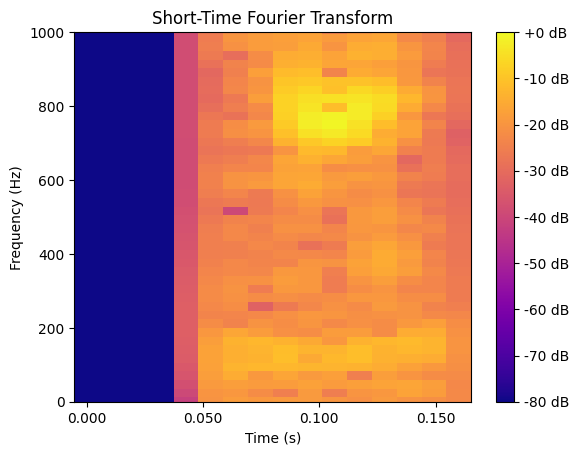 Short-Time Fourier Transform
1000
800
600
400
200
0
Frequency (Hz)
0.000
0.050
0.100
0.150
Time (s)
+0 dB
-10 dB
-20 dB
-30 dB
-40 dB
-50 dB
-60 dB
-70 dB
-80 dB